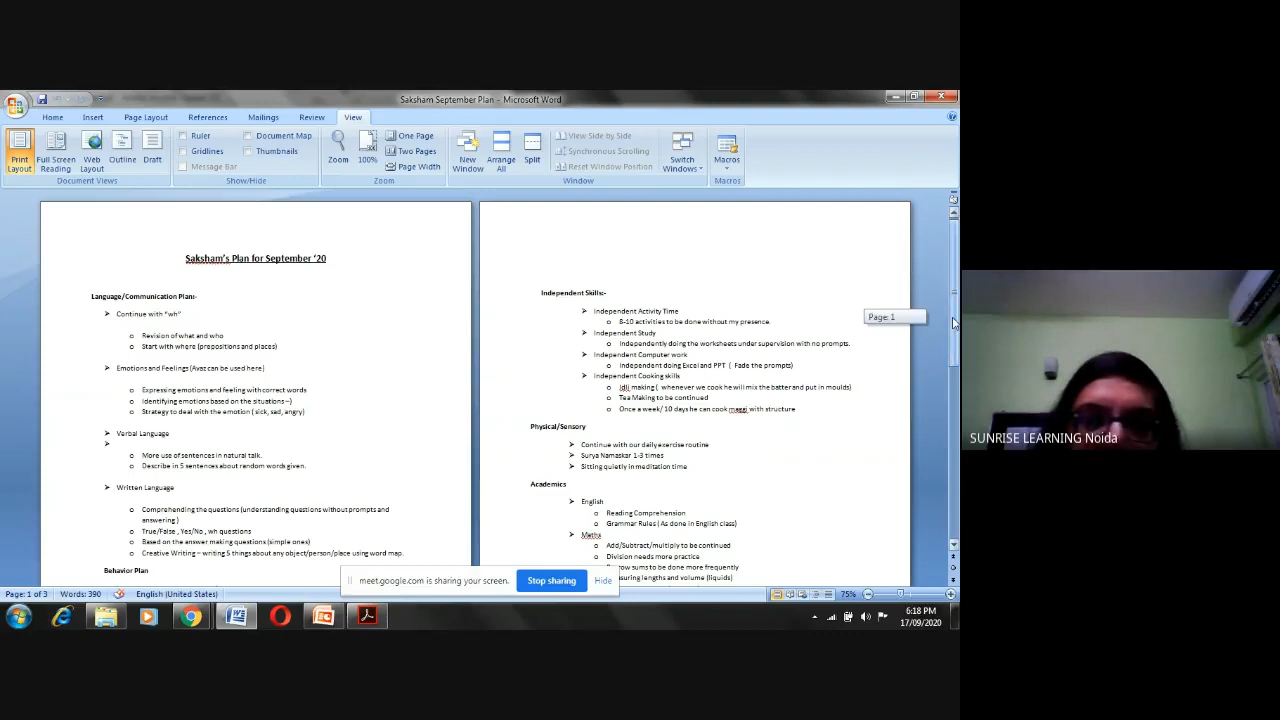 Saksham September Plan - Microsoft Word
Home Insert Page Layout References Mailings Review View
Print Layout
Full Screen Reading
Web Layout
Outline
Draft
Document Views
Ruler
Gridlines
Message Bar
Document Map
Thumbnails
Show/Hide
Zoom
100%
One Page
Two Pages
Page Width
Zoom
New Window
Arrange All
Split
View Side by Side
Synchronous Scrolling
Reset Window Position
Window
Switch Windows
Macros
Macros
Saksham's Plan for September '20
Language/Communication Plan:-
Continue with "wh"
Revision of what and who
Start with where (prepositions and places)
Emotions and Feelings (Avaz can be used here)
Expressing emotions and feeling with correct words
Identifying emotions based on the situations –)
Strategy to deal with the emotion ( sick, sad, angry)
Verbal Language
More use of sentences in natural talk.
Describe in 5 sentences about random words given.
Written Language
Comprehending the questions (understanding questions without prompts and
answering )
True/False , Yes/No , wh questions
Based on the answer making questions (simple ones)
Creative Writing – writing 5 things about any object/person/place using word map.
Behavior Plan
Independent Skills:-
Independent Activity Time
8-10 activities to be done without my presence.
Independent Study
Independently doing the worksheets under supervision with no prompts.
Independent Computer work
Independent doing Excel and PPT ( Fade the prompts)
Independent Cooking skills
Idli making ( whenever we cook he will mix the batter and put in moulds)
Tea Making to be continued
Once a week/ 10 days he can cook maggi with structure
Physical/Sensory
Continue with our daily exercise routine
Surya Namaskar 1-3 times
Sitting quietly in meditation time
Academics
English
Reading Comprehension
Grammar Rules ( As done in English class)
Maths
Add/Subtract/multiply to be continued
Division needs more practice
sums to be done more frequently
lengths and volume (liquids)
Page: 1
meet.google.com is sharing your screen.
Stop sharing
Hide
Page: 1 of 3
Words: 390
English (United States)
75%
6:18 PM
17/09/2020
SUNRISE LEARNING Noida